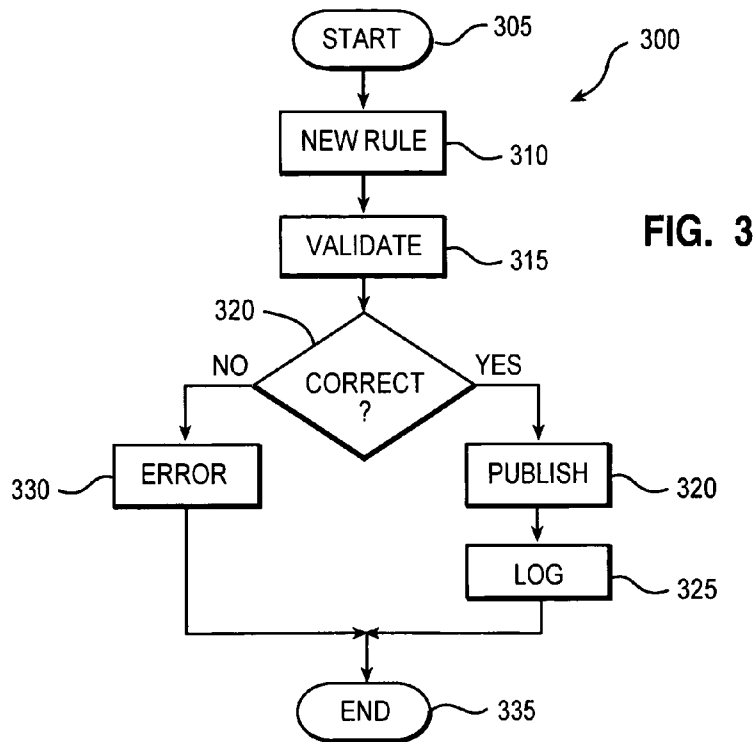 START
305
300
NEW RULE
310
FIG. 3
VALIDATE
315
320
NO
CORRECT
?
YES
330
ERROR
PUBLISH
320
LOG
325
END
335